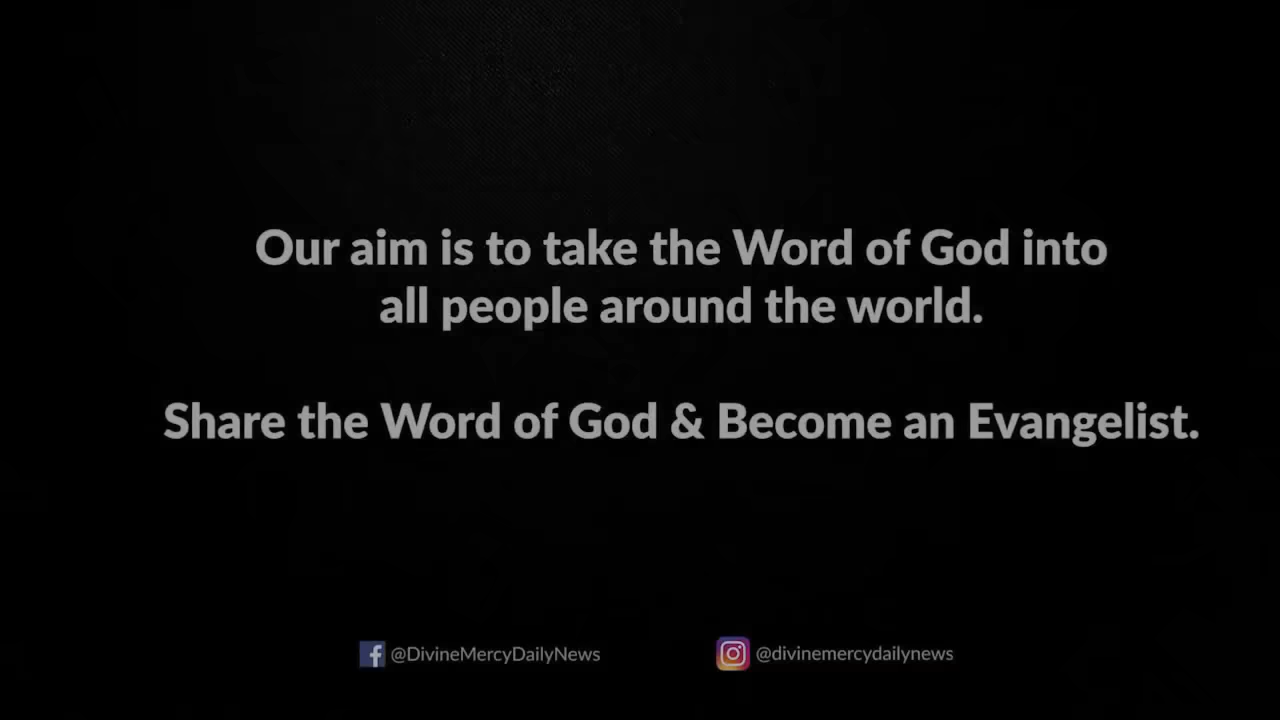 Our aim is to take the Word of God into
all people around the world.
Share the Word of God & Become an Evangelist.
@DivineMercyDailyNews
@divinemercydailynews